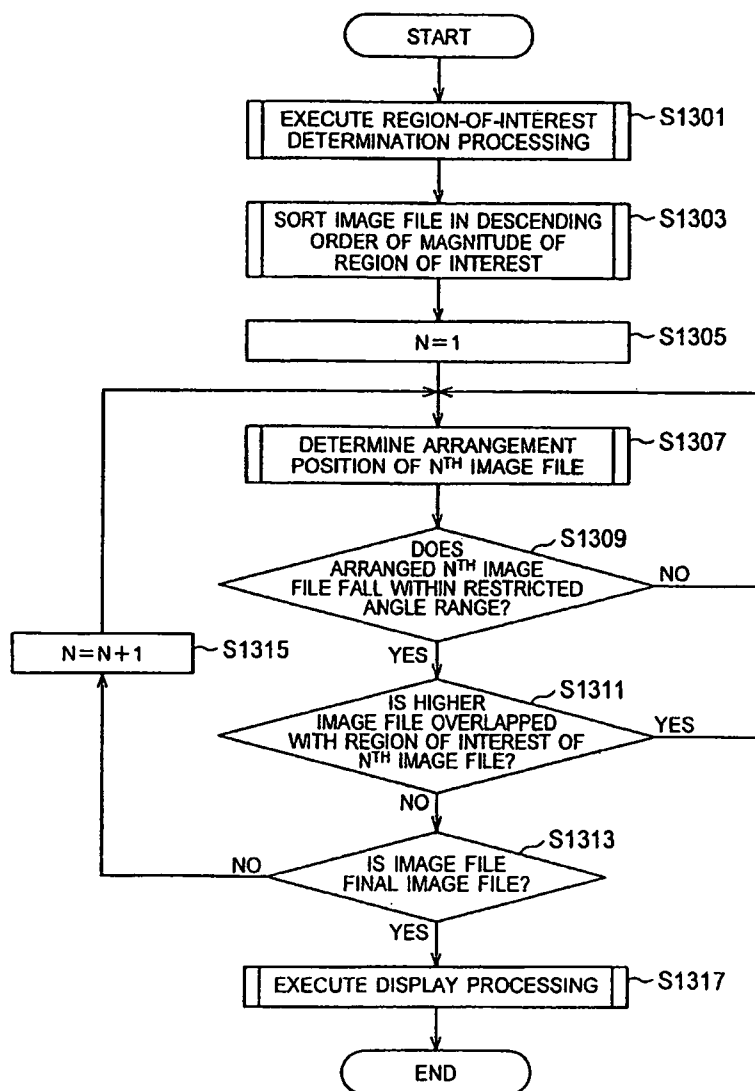 START
EXECUTE REGION-OF-INTEREST
DETERMINATION PROCESSING
S1301
SORT IMAGE FILE IN DESCENDING
ORDER OF MAGNITUDE OF
REGION OF INTEREST
S1303
N=1
S1305
DETERMINE ARRANGEMENT
POSITION OF NTH IMAGE FILE
S1307
DOES
ARRANGED NTH IMAGE
FILE FALL WITHIN RESTRICTED
ANGLE RANGE?
S1309
NO
YES
N=N+1
S1315
IS HIGHER
IMAGE FILE OVERLAPPED
WITH REGION OF INTEREST OF
NTH IMAGE FILE?
S1311
YES
NO
IS IMAGE FILE
FINAL IMAGE FILE?
S1313
NO
YES
EXECUTE DISPLAY PROCESSING
S1317
END